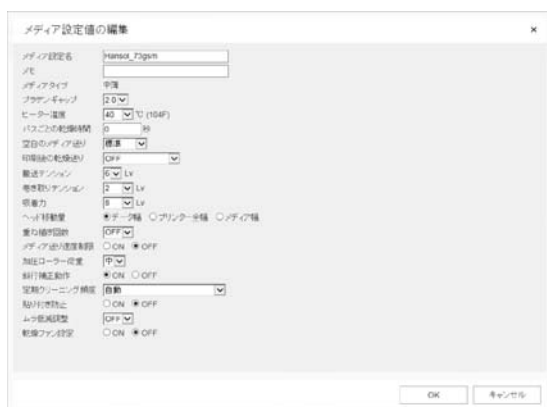 メディア設定値の編集
×
メディア設定名 Hansol_73gsm
メモ
メディアタイプ 中薄
プラテンギャップ 2.0
ヒーター温度 40 °C (104F)
パスごとの乾燥時間 0 秒
空白のメディア送り 標準
印刷後の乾燥送り OFF
搬送テンション 6 Lv
巻き取りテンション 2 Lv
吸着力 8 Lv
ヘッド移動量 データ幅 プリンター全幅 メディア幅
重ね描き回数 OFF
メディア送り速度制限 ON OFF
加圧ローラー荷重 中
斜行補正動作 ON OFF
定期クリーニング頻度 自動
貼り付き防止 ON OFF
ムラ低減調整 OFF
乾燥ファン設定 ON OFF
OK キャンセル